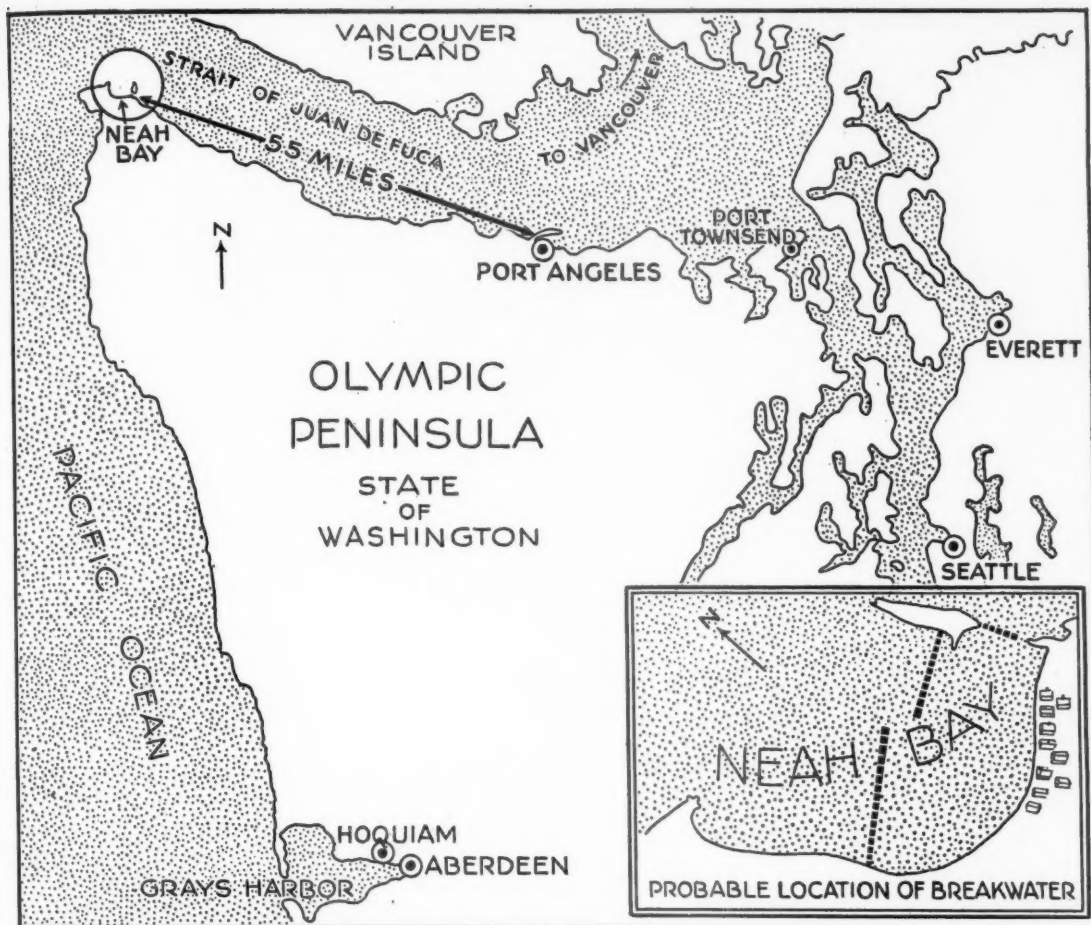 VANCOUVER
ISLAND
STRAIT OF JUAN DE FUCA
TO VANCOUVER
NEAH
BAY
55 MILES
N
PORT
TOWNSEND
PORT ANGELES
EVERETT
OLYMPIC
PENINSULA
STATE
OF
WASHINGTON
PACIFIC OCEAN
SEATTLE
N
NEAH BAY
HOQUIAM
ABERDEEN
GRAYS HARBOR
PROBABLE LOCATION OF BREAKWATER